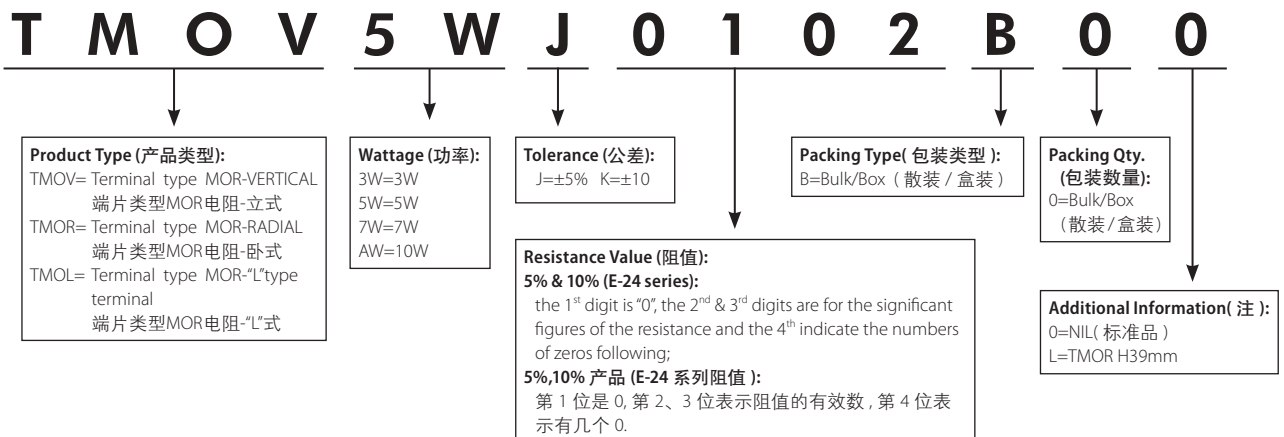 T M O V 5 W J 0 1 0 2 B 0 0
Product Type (产品类型):
TMOV= Terminal type MOR-VERTICAL
端片类型MOR电阻-立式
TMOR= Terminal type MOR-RADIAL
端片类型MOR电阻-卧式
TMOL= Terminal type MOR-“L”type
terminal
端片类型MOR电阻-“L”式
Wattage (功率):
3W=3W
5W=5W
7W=7W
AW=10W
Tolerance (公差):
J=±5% K=±10
Resistance Value (阻值):
5% & 10% (E-24 series):
the 1st digit is “0”, the 2nd & 3rd digits are for the significant
figures of the resistance and the 4th indicate the numbers
of zeros following;
5%,10% 产品 (E-24 系列阻值 ):
第 1 位是 0, 第 2、3 位表示阻值的有效数 , 第 4 位表
示有几个 0.
Packing Type( 包装类型 ):
B=Bulk/Box ( 散装 / 盒装 )
Packing Qty.
(包装数量):
0=Bulk/Box
(散装/盒装)
Additional Information( 注 ):
0=NIL( 标准品 )
L=TMOR H39mm